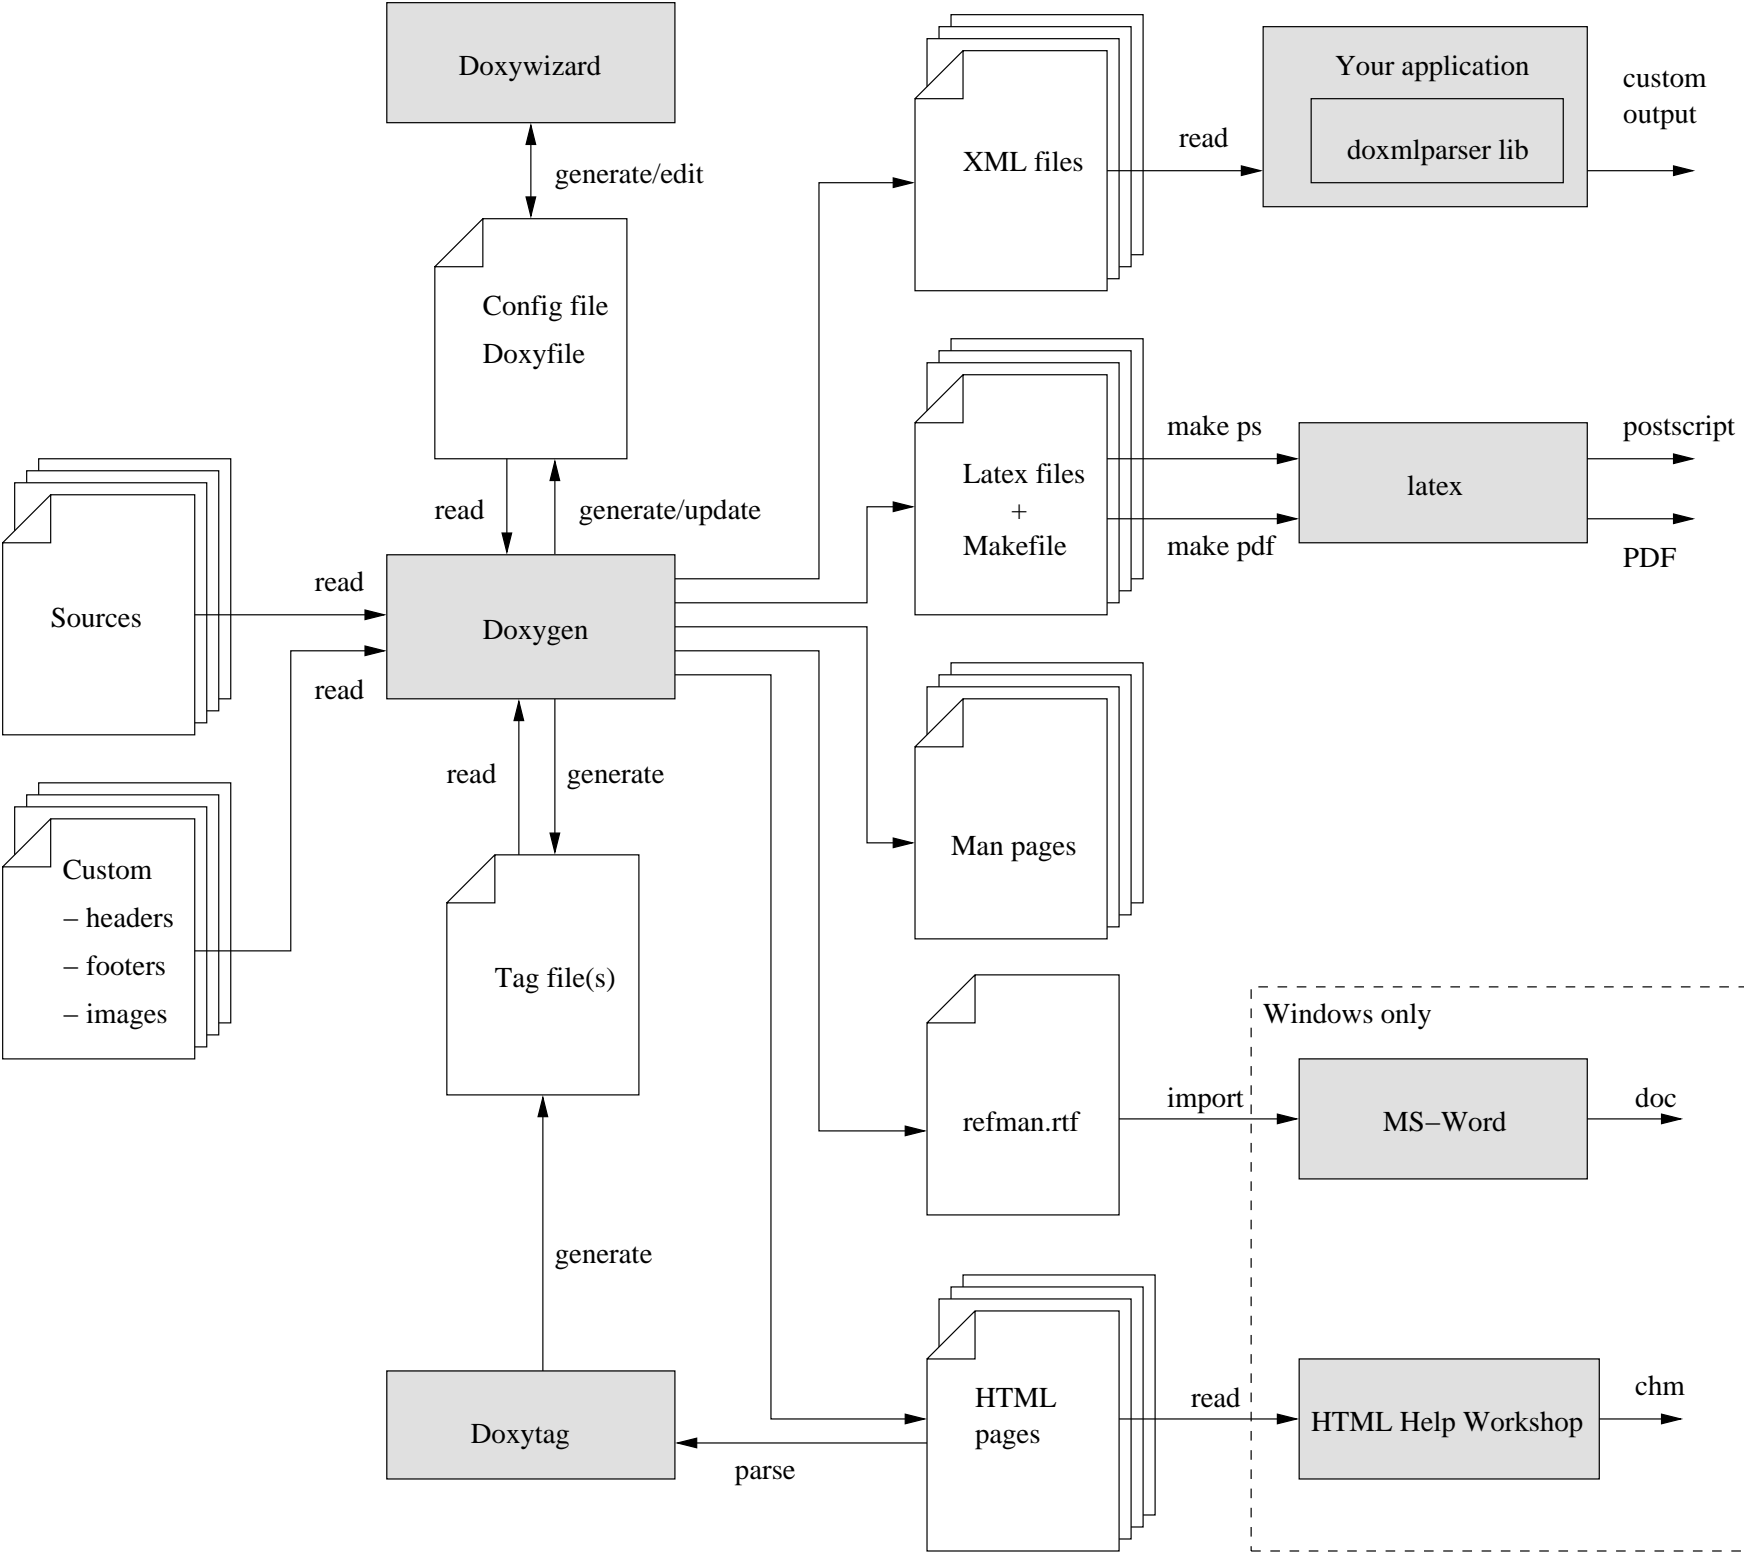 Doxywizard
generate/edit
Config file
Doxyfile
read
generate/update
Sources
read
Doxygen
read
Custom
– headers
– footers
– images
read
generate
Tag file(s)
generate
Doxytag
parse
XML files
read
Your application
doxmlparser lib
custom
output
Latex files
+
Makefile
make ps
make pdf
latex
postscript
PDF
Man pages
Windows only
refman.rtf
import
MS–Word
doc
HTML
pages
read
HTML Help Workshop
chm